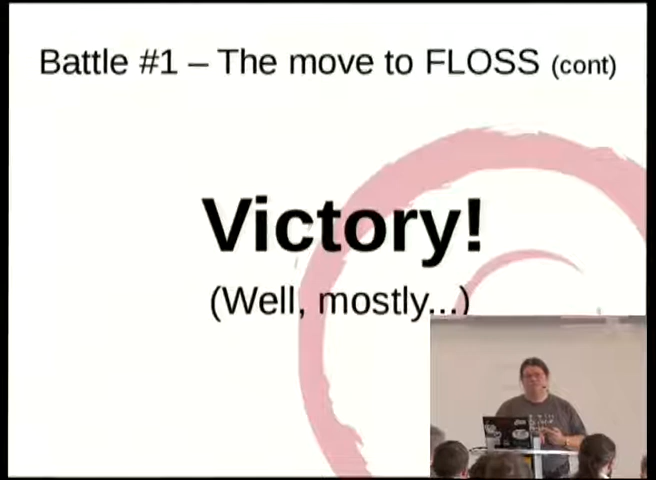 Battle #1 – The move to FLOSS (cont)
Victory!
(Well, mostly...)